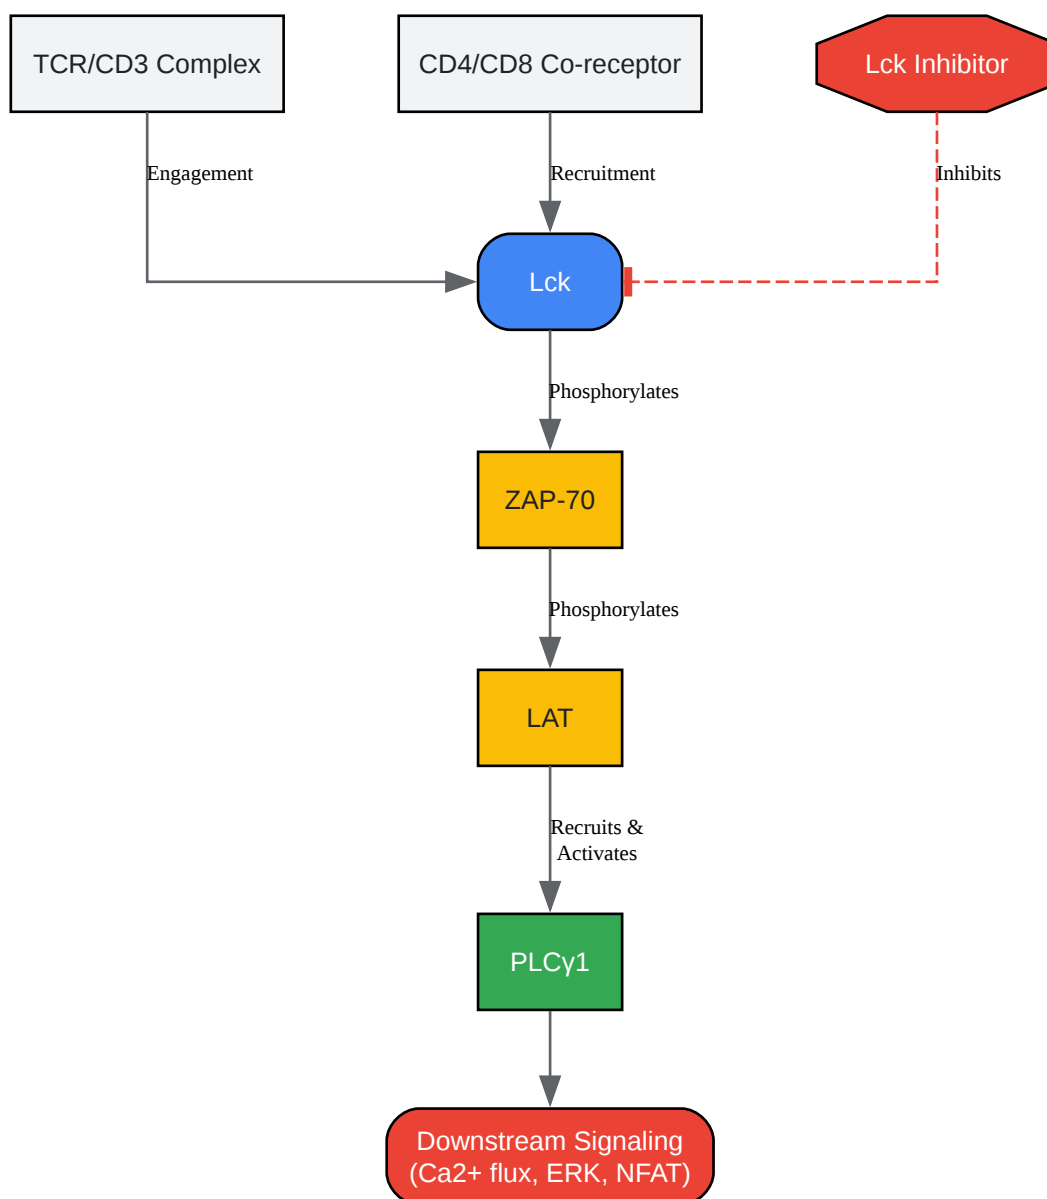 TCR/CD3 Complex
CD4/CD8 Co-receptor
Lck Inhibitor
Engagement
Recruitment
Inhibits
Lck
Phosphorylates
ZAP-70
Phosphorylates
LAT
Recruits &
Activates
PLCγ1
Downstream Signaling
(Ca2+ flux, ERK, NFAT)